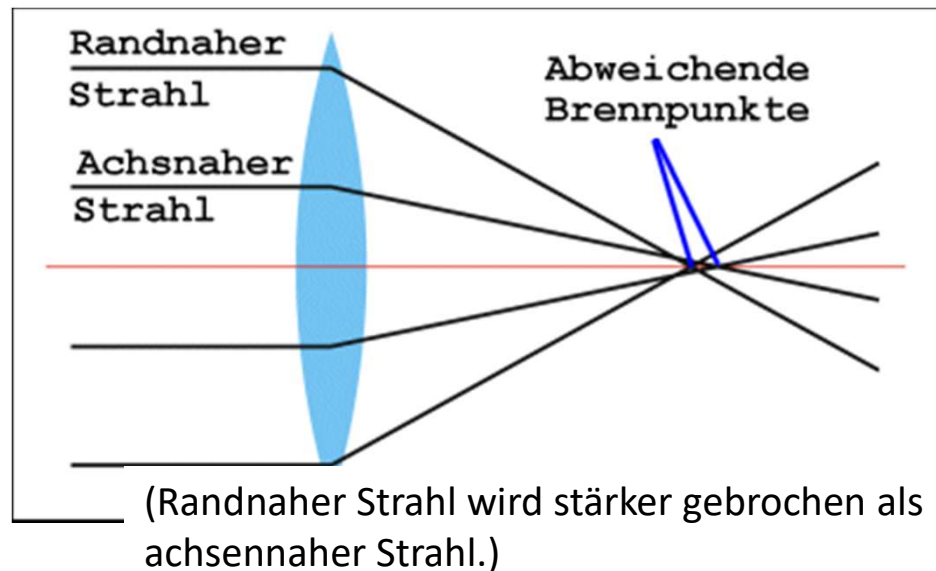 Randnaher
Strahl
Achsnaher
Strahl
Abweichende
Brennpunkte
(Randnaher Strahl wird stärker gebrochen als
achsennaher Strahl.)